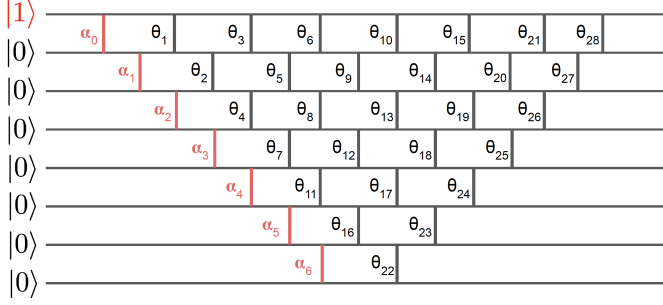 |1⟩
α₀ θ₁ θ₃ θ₆ θ₁₀ θ₁₅ θ₂₁ θ₂₈
|0⟩
α₁ θ₂ θ₅ θ₉ θ₁₄ θ₂₀ θ₂₇
|0⟩
α₂ θ₄ θ₈ θ₁₃ θ₁₉ θ₂₆
|0⟩
α₃ θ₇ θ₁₂ θ₁₈ θ₂₅
|0⟩
α₄ θ₁₁ θ₁₇ θ₂₄
|0⟩
α₅ θ₁₆ θ₂₃
|0⟩
α₆ θ₂₂
|0⟩